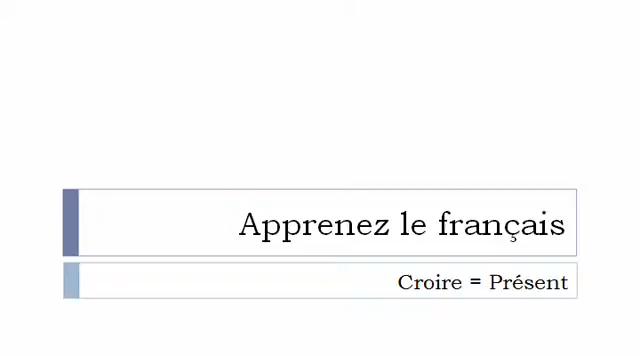 Apprenez le français
Croire = Présent